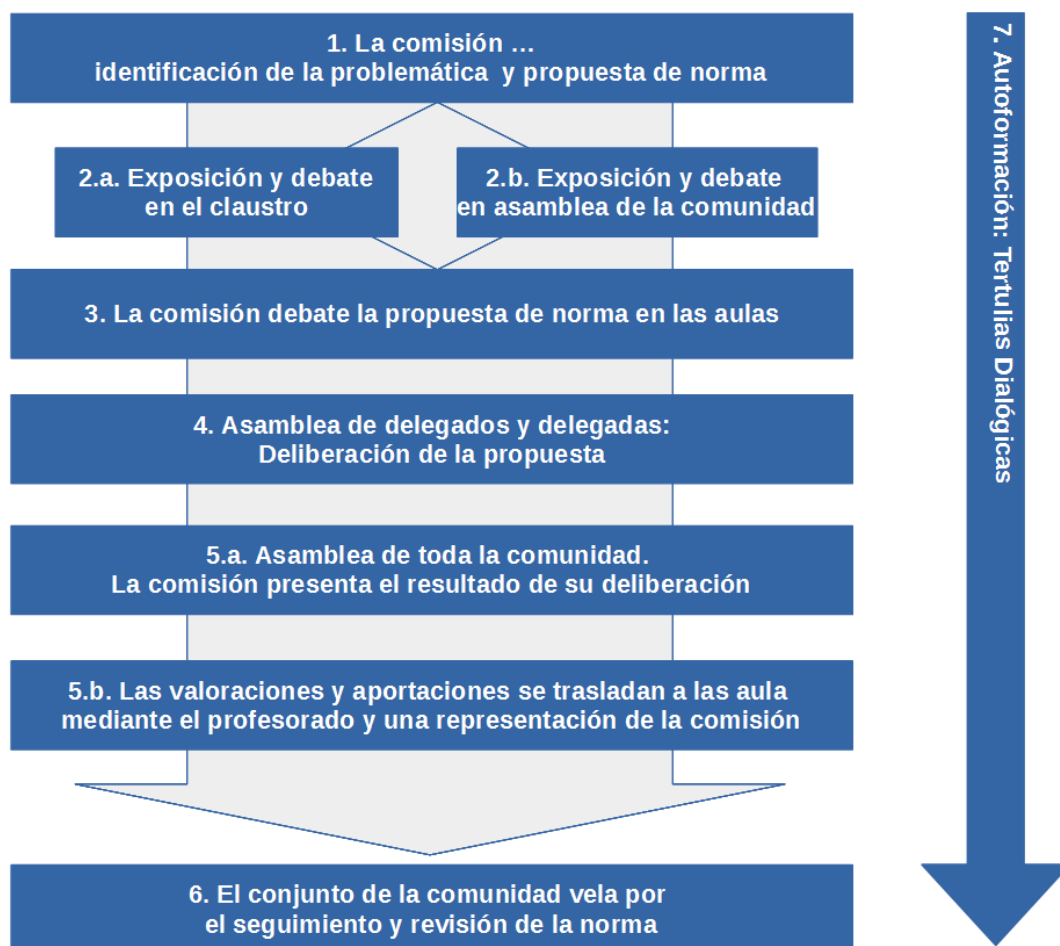 1. La comisión ...
identificación de la problemática y propuesta de norma
2.a. Exposición y debate
en el claustro
2.b. Exposición y debate
en asamblea de la comunidad
3. La comisión debate la propuesta de norma en las aulas
4. Asamblea de delegados y delegadas:
Deliberación de la propuesta
5.a. Asamblea de toda la comunidad.
La comisión presenta el resultado de su deliberación
5.b. Las valoraciones y aportaciones se trasladan a las aula
mediante el profesorado y una representación de la comisión
6. El conjunto de la comunidad vela por
el seguimiento y revisión de la norma
7. Autoformación: Tertulias Dialógicas